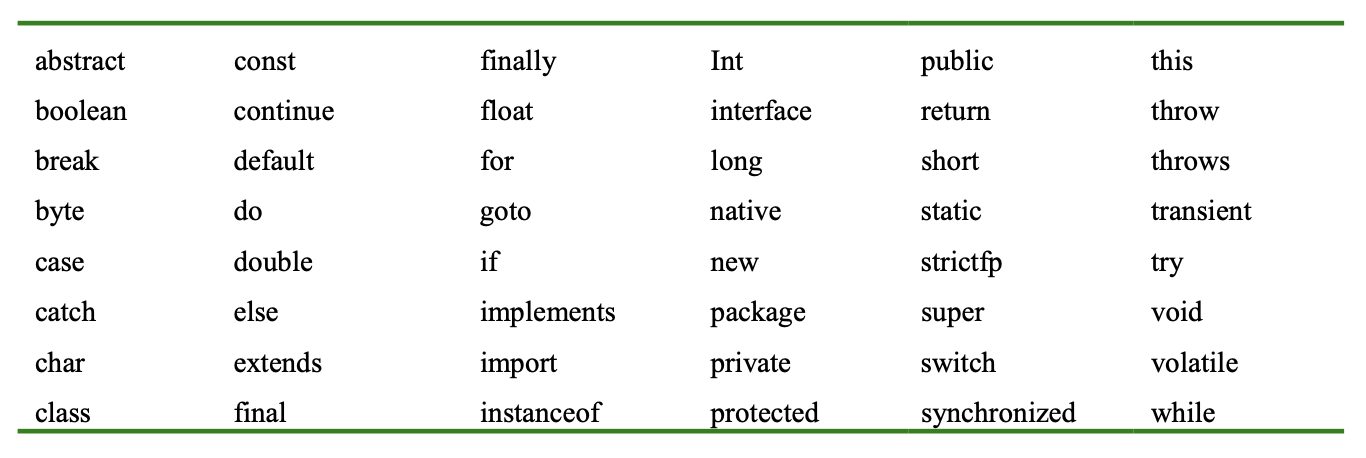 abstract const finally Int public this
boolean continue float interface return throw
break default for long short throws
byte do goto native static transient
case double if new strictfp try
catch else implements package super void
char extends import private switch volatile
class final instanceof protected synchronized while